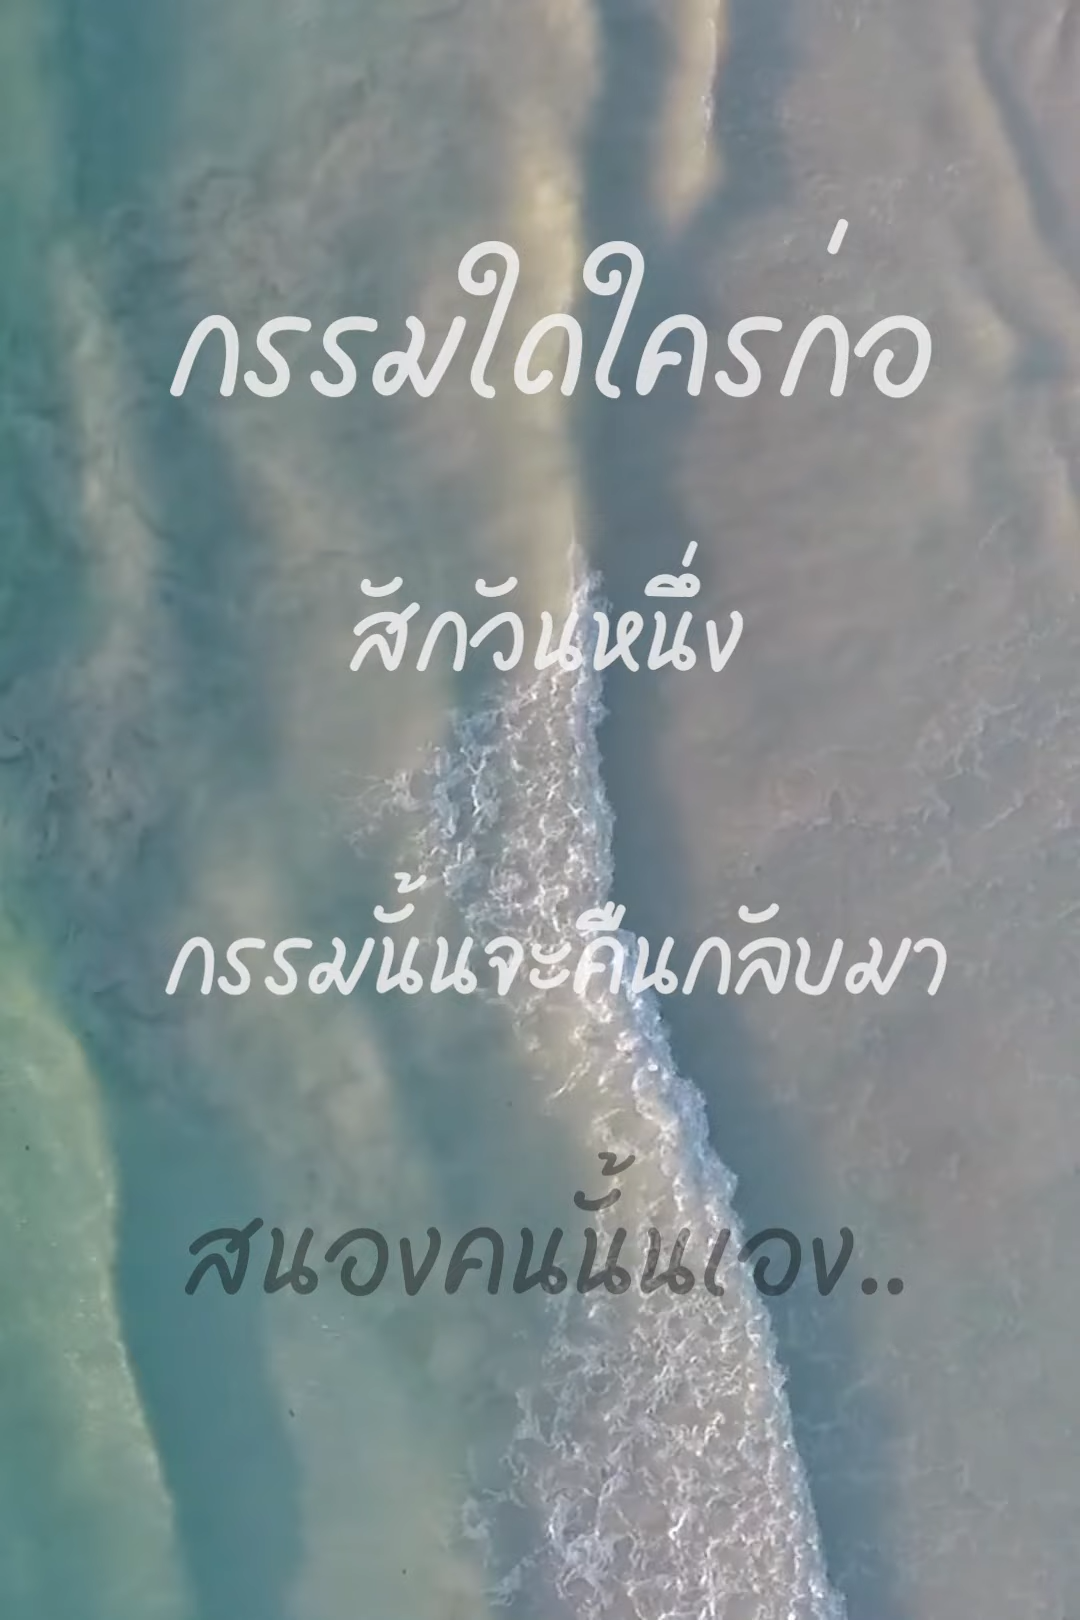 กรรมใดใครก่อ
สักวันหนึ่ง
กรรมนั้นจะคืนกลับมา
สนองคนนั้นเอง..